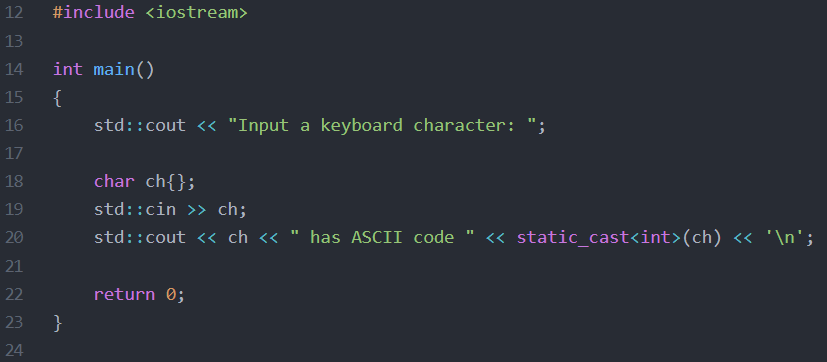 12 #include <iostream>
13
14 int main()
15 {
16     std::cout << "Input a keyboard character: ";
17
18     char ch{};
19     std::cin >> ch;
20     std::cout << ch << " has ASCII code " << static_cast<int>(ch) << '\n';
21
22     return 0;
23 }
24